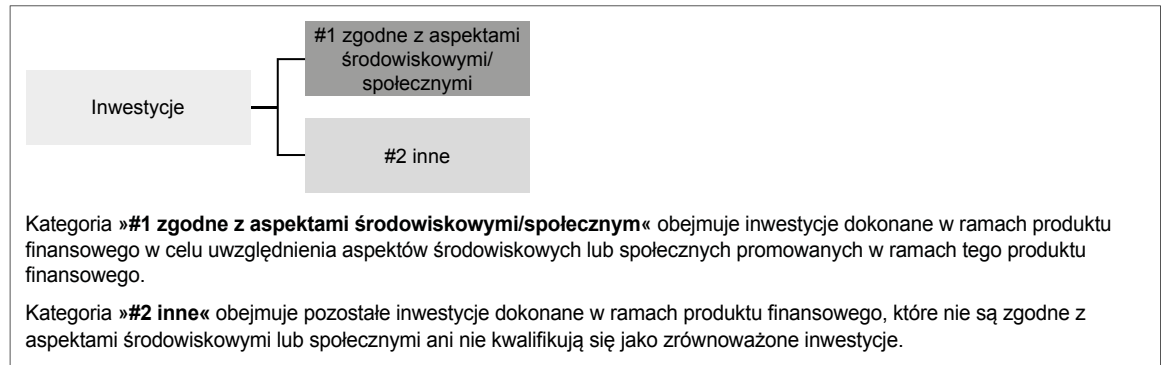 #1 zgodne z aspektami
środowiskowymi/
społecznymi
Inwestycje
#2 inne
Kategoria »#1 zgodne z aspektami środowiskowymi/społecznym« obejmuje inwestycje dokonane w ramach produktu
finansowego w celu uwzględnienia aspektów środowiskowych lub społecznych promowanych w ramach tego produktu
finansowego.
Kategoria »#2 inne« obejmuje pozostałe inwestycje dokonane w ramach produktu finansowego, które nie są zgodne z
aspektami środowiskowymi lub społecznymi ani nie kwalifikują się jako zrównoważone inwestycje.